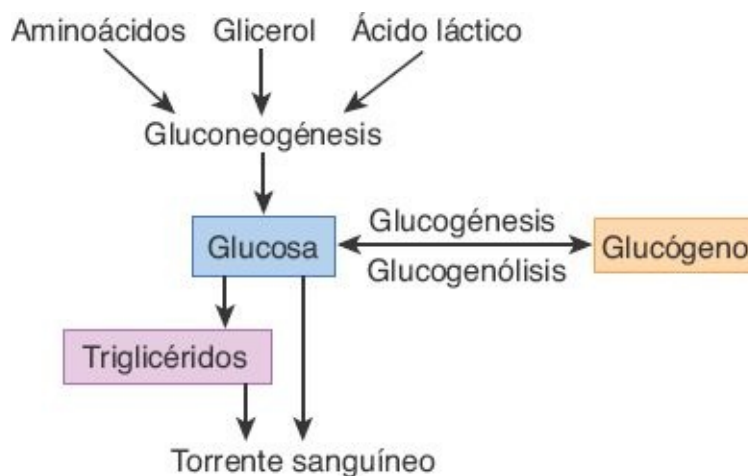 Aminoácidos Glicerol Ácido láctico
Gluconeogénesis
Glucogénesis
Glucosa
Glucógeno
Glucogenólisis
Triglicéridos
Torrente sanguíneo